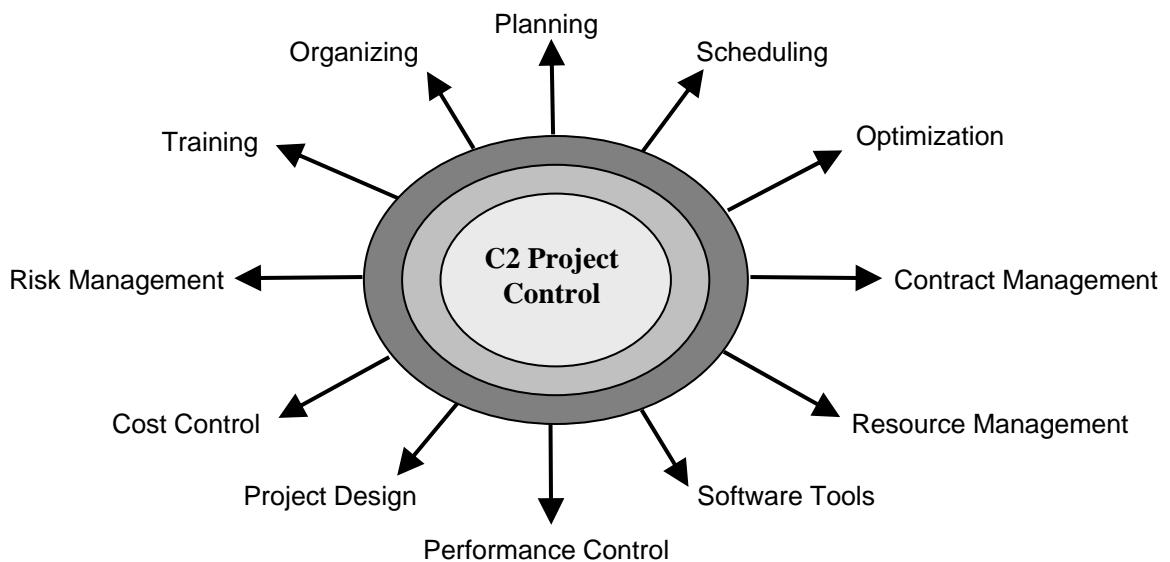 Planning
Organizing
Scheduling
Training
Optimization
C2 Project
Control
Risk Management
Contract Management
Cost Control
Resource Management
Project Design
Software Tools
Performance Control